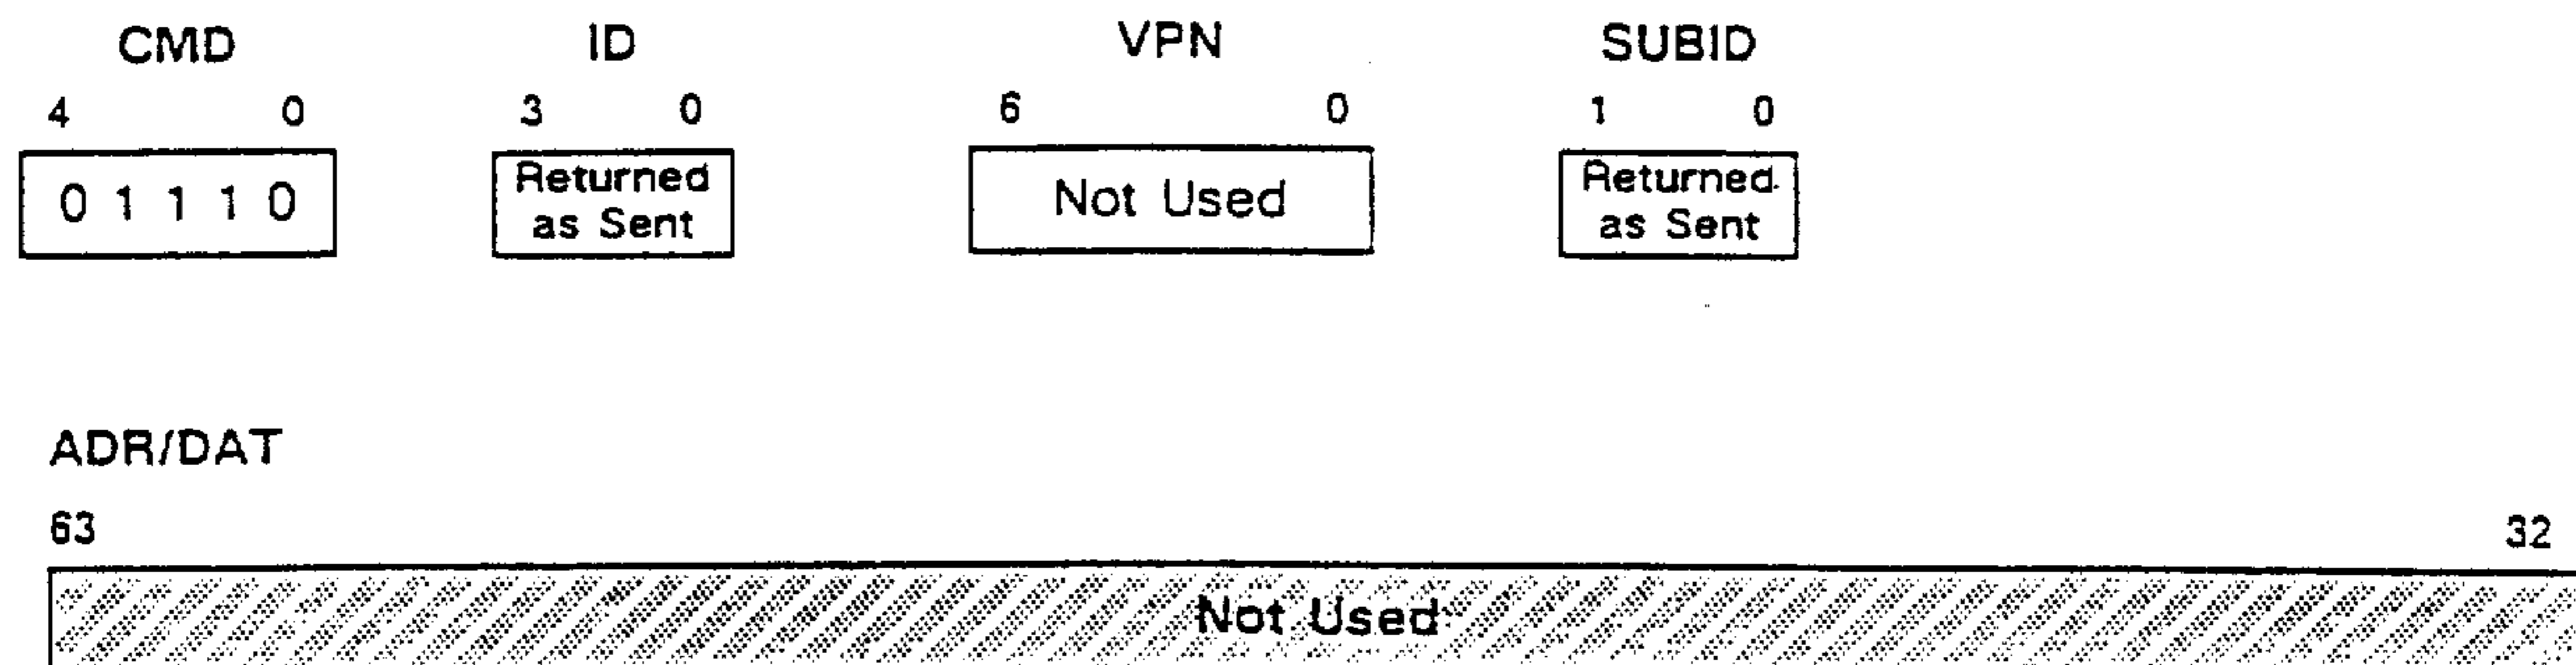 CMD ID VPN SUBID
4 0 3 0 6 0 1 0
0 1 1 1 0 Returned as Sent Not Used Returned as Sent
ADR/DAT
63 32
Not Used